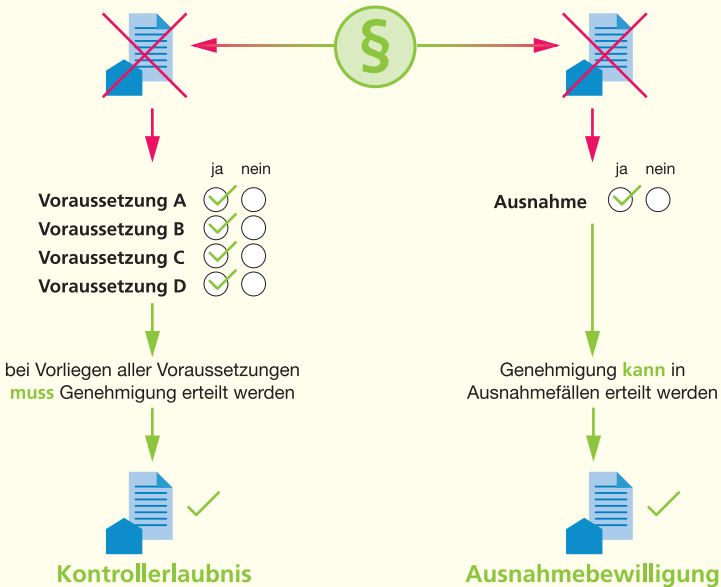 §
ja nein
Voraussetzung A
Voraussetzung B
Voraussetzung C
Voraussetzung D
bei Vorliegen aller Voraussetzungen
muss Genehmigung erteilt werden
Kontrollerlaubnis
ja nein
Ausnahme
Genehmigung kann in
Ausnahmefällen erteilt werden
Ausnahmebewilligung